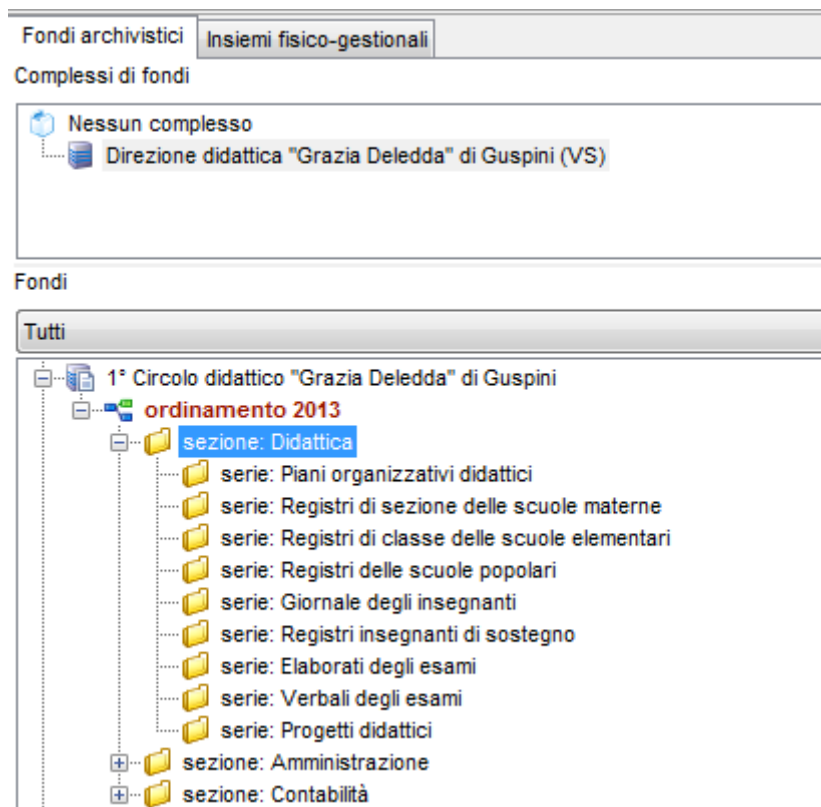 Fondi archivistici Insiemi fisico-gestionali
Complessi di fondi
Nessun complesso
Direzione didattica "Grazia Deledda" di Guspini (VS)
Fondi
Tutti
1° Circolo didattico "Grazia Deledda" di Guspini
ordinamento 2013
sezione: Didattica
serie: Piani organizzativi didattici
serie: Registri di sezione delle scuole materne
serie: Registri di classe delle scuole elementari
serie: Registri delle scuole popolari
serie: Giornale degli insegnanti
serie: Registri insegnanti di sostegno
serie: Elaborati degli esami
serie: Verbali degli esami
serie: Progetti didattici
sezione: Amministrazione
sezione: Contabilità